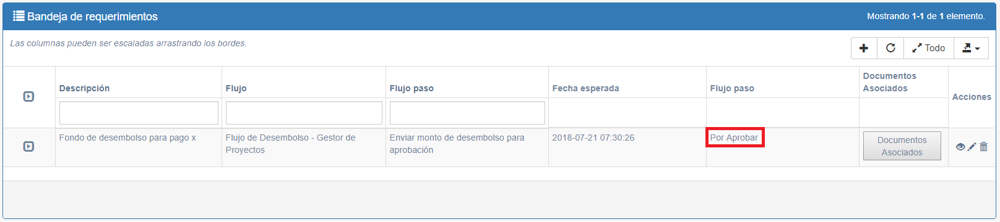 Bandeja de requerimientos
Mostrando 1-1 de 1 elemento.
Las columnas pueden ser escaladas arrastrando los bordes.
Todo
Descripción
Flujo
Flujo paso
Fecha esperada
Flujo paso
Documentos
Asociados
Acciones
Fondo de desembolso para pago x
Flujo de Desembolso - Gestor de
Proyectos
Enviar monto de desembolso para
aprobación
2018-07-21 07:30:26
Por Aprobar
Documentos
Asociados